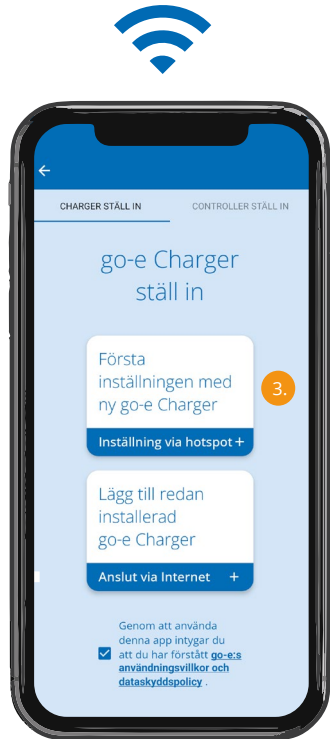 CHARGER STÄLL IN
CONTROLLER STÄLL IN
go-e Charger
ställ in
Första
inställningen med
ny go-e Charger
3.
Inställning via hotspot +
Lägg till redan
installerad
go-e Charger
Anslut via Internet +
Genom att använda
denna app intygar du
att du har förstått go-e:s
användningsvillkor och
dataskyddspolicy .